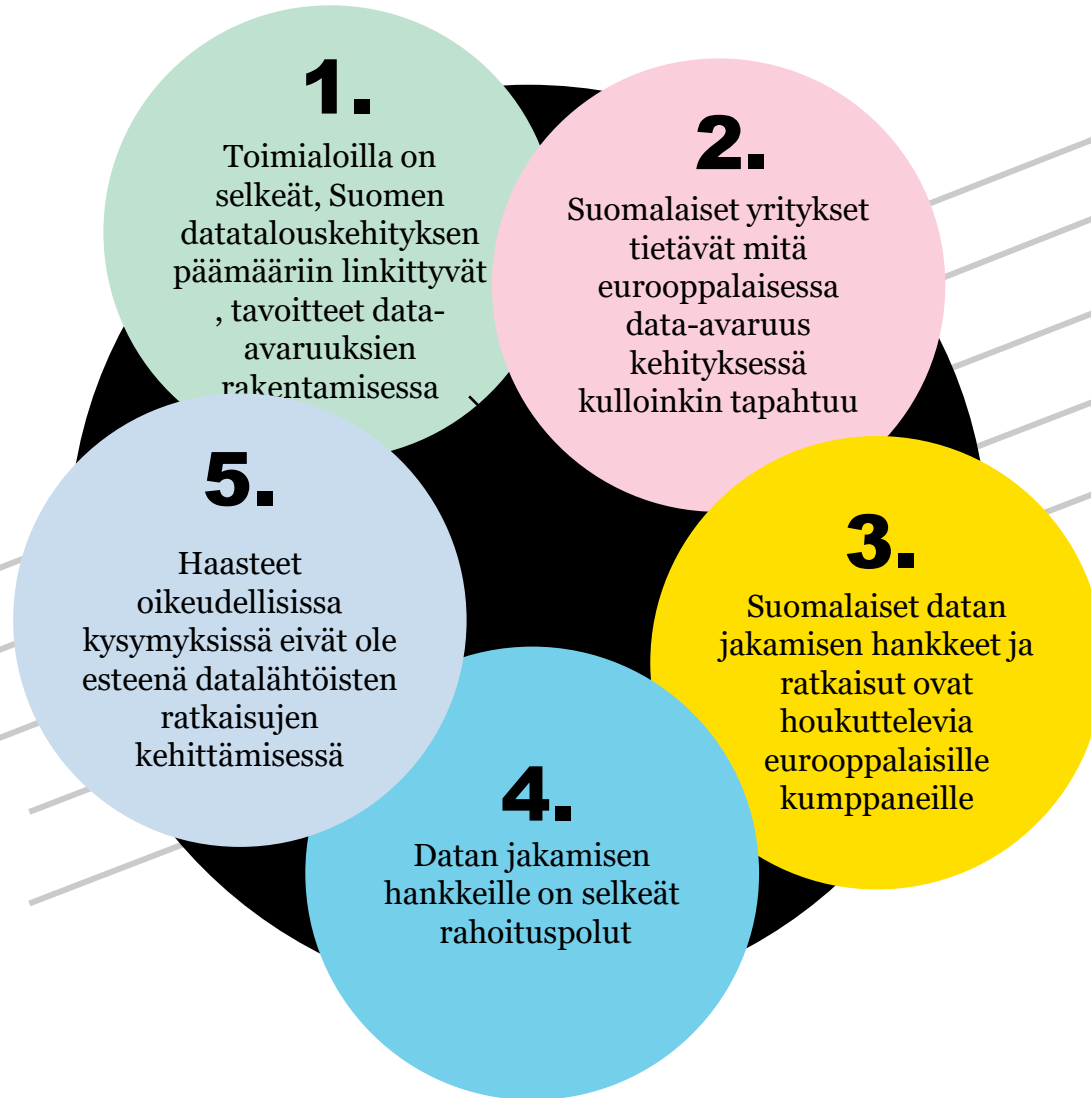 1.
Toimialoilla on
selkeät, Suomen
datatalouskehityksen
päämääriin linkittyvät
, tavoitteet data-
avaruuksien
rakentamisessa
2.
Suomalaiset yritykset
tietävät mitä
eurooppalaisessa
data-avaruus
kehityksessä
kulloinkin tapahtuu
3.
Suomalaiset datan
jakamisen hankkeet ja
ratkaisut ovat
houkuttelevia
eurooppalaisille
kumppaneille
4.
Datan jakamisen
hankkeille on selkeät
rahoituspolut
5.
Haasteet
oikeudellisissa
kysymyksissä eivät ole
esteenä datalähtöisten
ratkaisujen
kehittämisessä